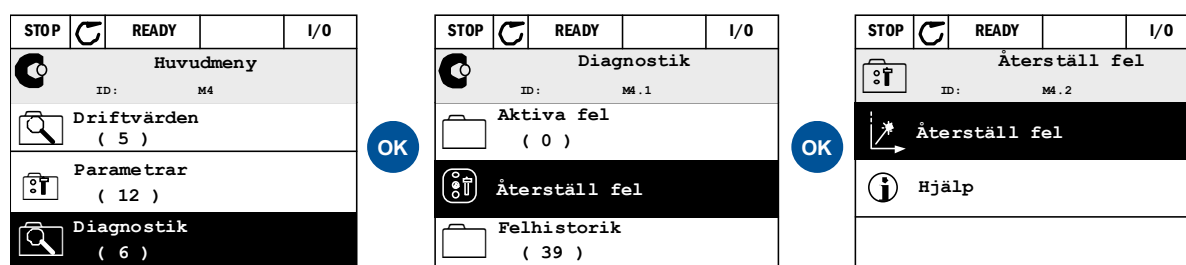 STOP READY I/O
Huvudmeny
ID: M4
Driftvärden
( 5 )
Parametrar
( 12 )
Diagnostik
( 6 )
OK
STOP READY I/O
Diagnostik
ID: M4.1
Aktiva fel
( 0 )
Återställ fel
Felhistorik
( 39 )
OK
STOP READY I/O
Återställ fel
ID: M4.2
Återställ fel
Hjälp